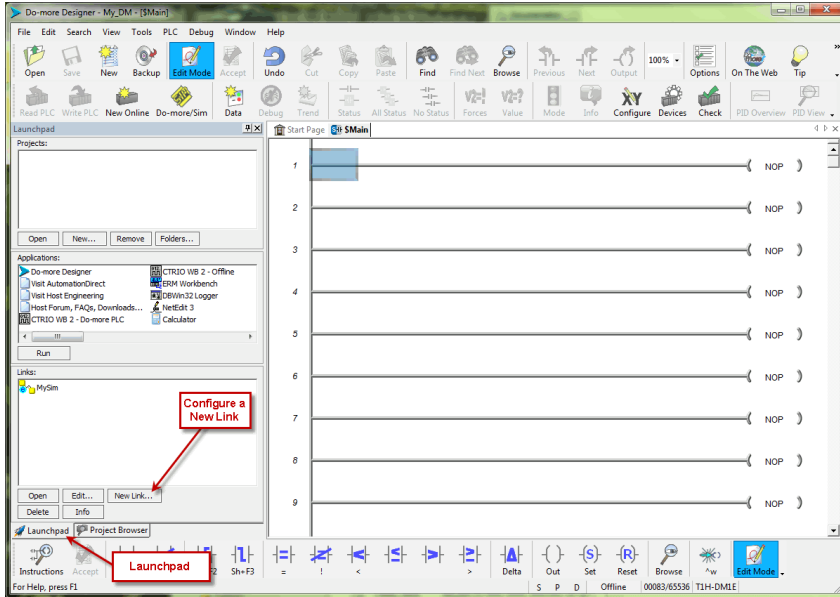 Do-more Designer - My_DM - [$Main]
File Edit Search View Tools PLC Debug Window Help
Open Save New Backup Edit Mode Accept Undo Cut Copy Paste Find Find Next Browse Previous Next Output 100% Options On The Web Tip
Read PLC Write PLC New Online Do-more/Sim Data Debug Trend Status All Status No Status Forces Value Mode Info Configure Devices Check PID Overview PID View
Launchpad
Start Page $Main
Projects:
Open New... Remove Folders...
Applications:
Do-more Designer CTRIO WB 2 - Offline
Visit AutomationDirect ERM Workbench
Visit Host Engineering DBWin32 Logger
Host Forum, FAQs, Downloads... NetEdit 3
CTRIO WB 2 - Do-more PLC Calculator
Run
Links:
MySim
Configure a
New Link
Open Edit... New Link...
Delete Info
Launchpad Project Browser
1 NOP
2 NOP
3 NOP
4 NOP
5 NOP
6 NOP
7 NOP
8 NOP
9 NOP
Launchpad
Instructions Accept F2 Sh+F3 = ! < > Delta Out Set Reset Browse ^w Edit Mode
For Help, press F1 S P D Offline 00083/65536 T1H-DM1E